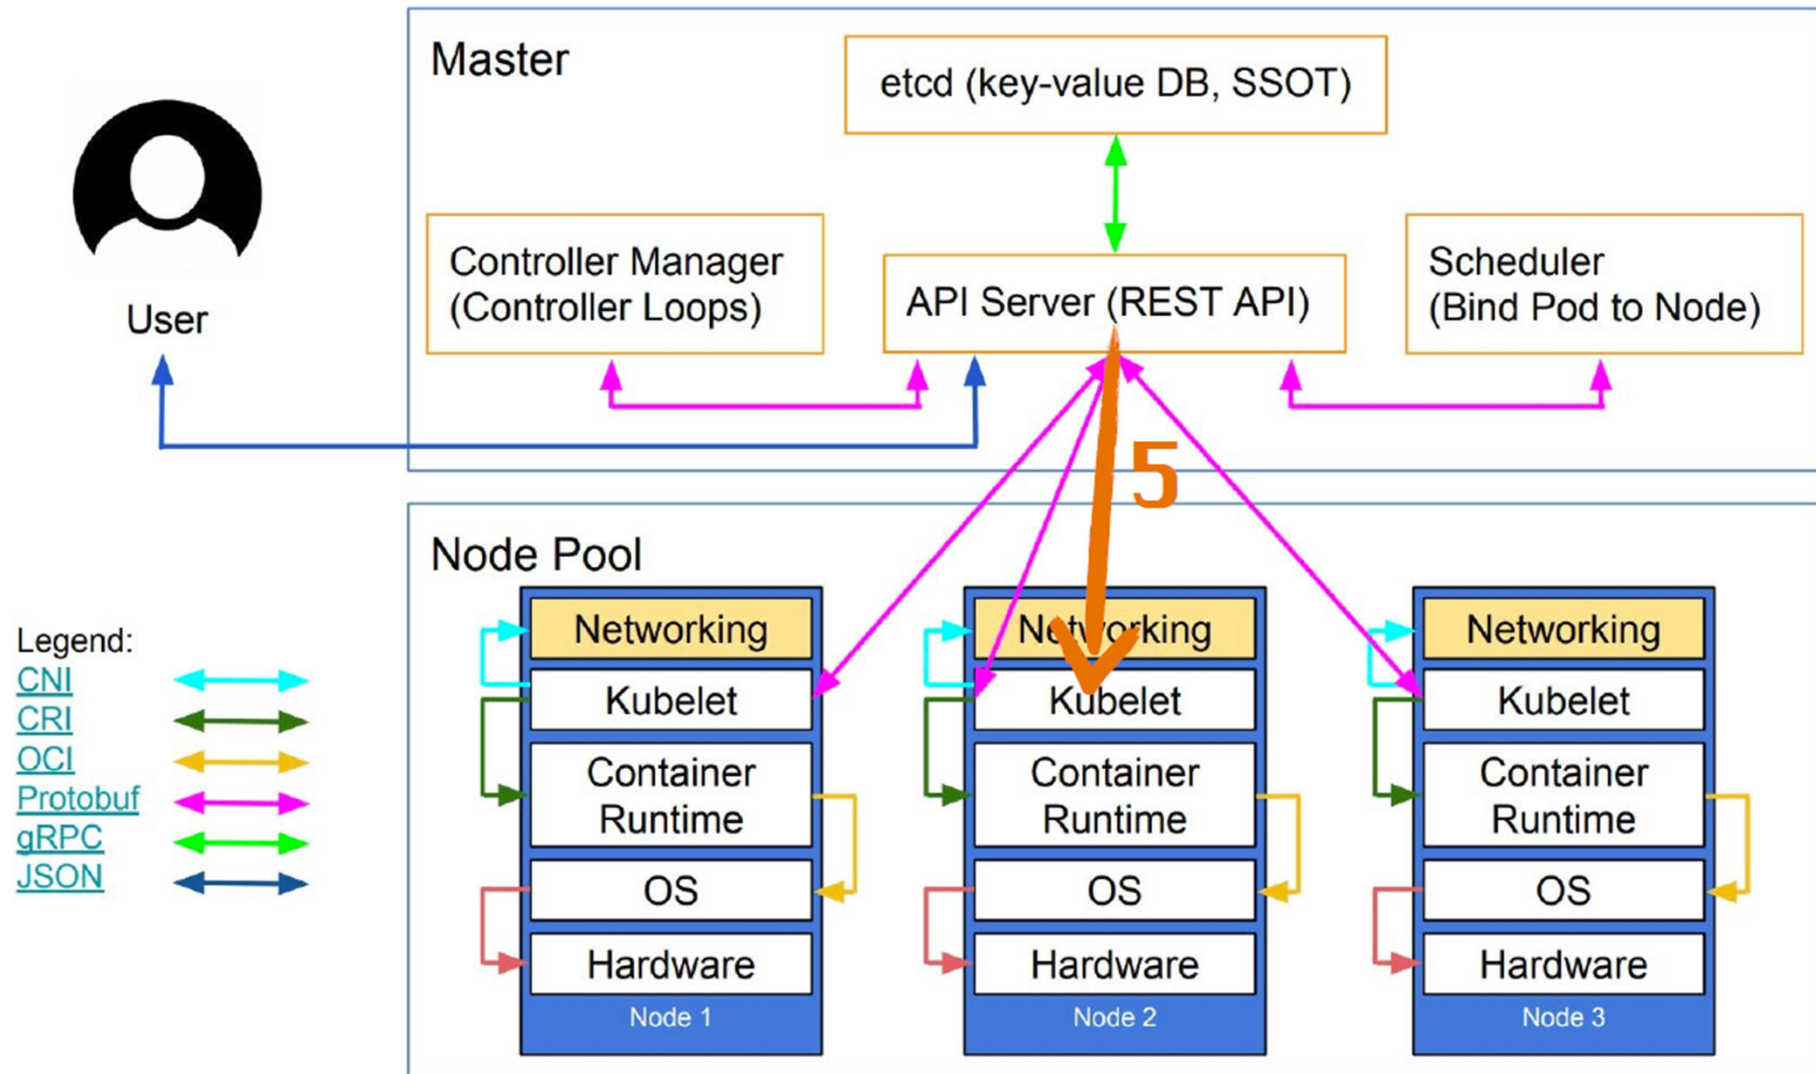 Master
etcd (key-value DB, SSOT)
Controller Manager
(Controller Loops)
API Server (REST API)
Scheduler
(Bind Pod to Node)
User
5
Node Pool
Legend:
CNI
CRI
OCI
Protobuf
gRPC
JSON
Networking
Kubelet
Container
Runtime
OS
Hardware
Node 1
Networking
Kubelet
Container
Runtime
OS
Hardware
Node 2
Networking
Kubelet
Container
Runtime
OS
Hardware
Node 3